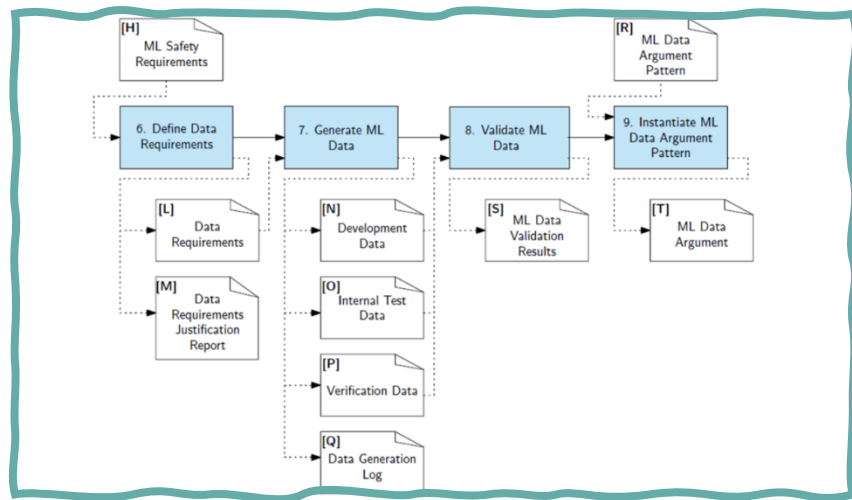 [H]
ML Safety
Requirements
[R]
ML Data
Argument
Pattern
6. Define Data
Requirements
7. Generate ML
Data
8. Validate ML
Data
9. Instantiate ML
Data Argument
Pattern
[L]
Data
Requirements
[N]
Development
Data
[S]
ML Data
Validation
Results
[T]
ML Data
Argument
[M]
Data
Requirements
Justification
Report
[O]
Internal Test
Data
[P]
Verification Data
[Q]
Data Generation
Log